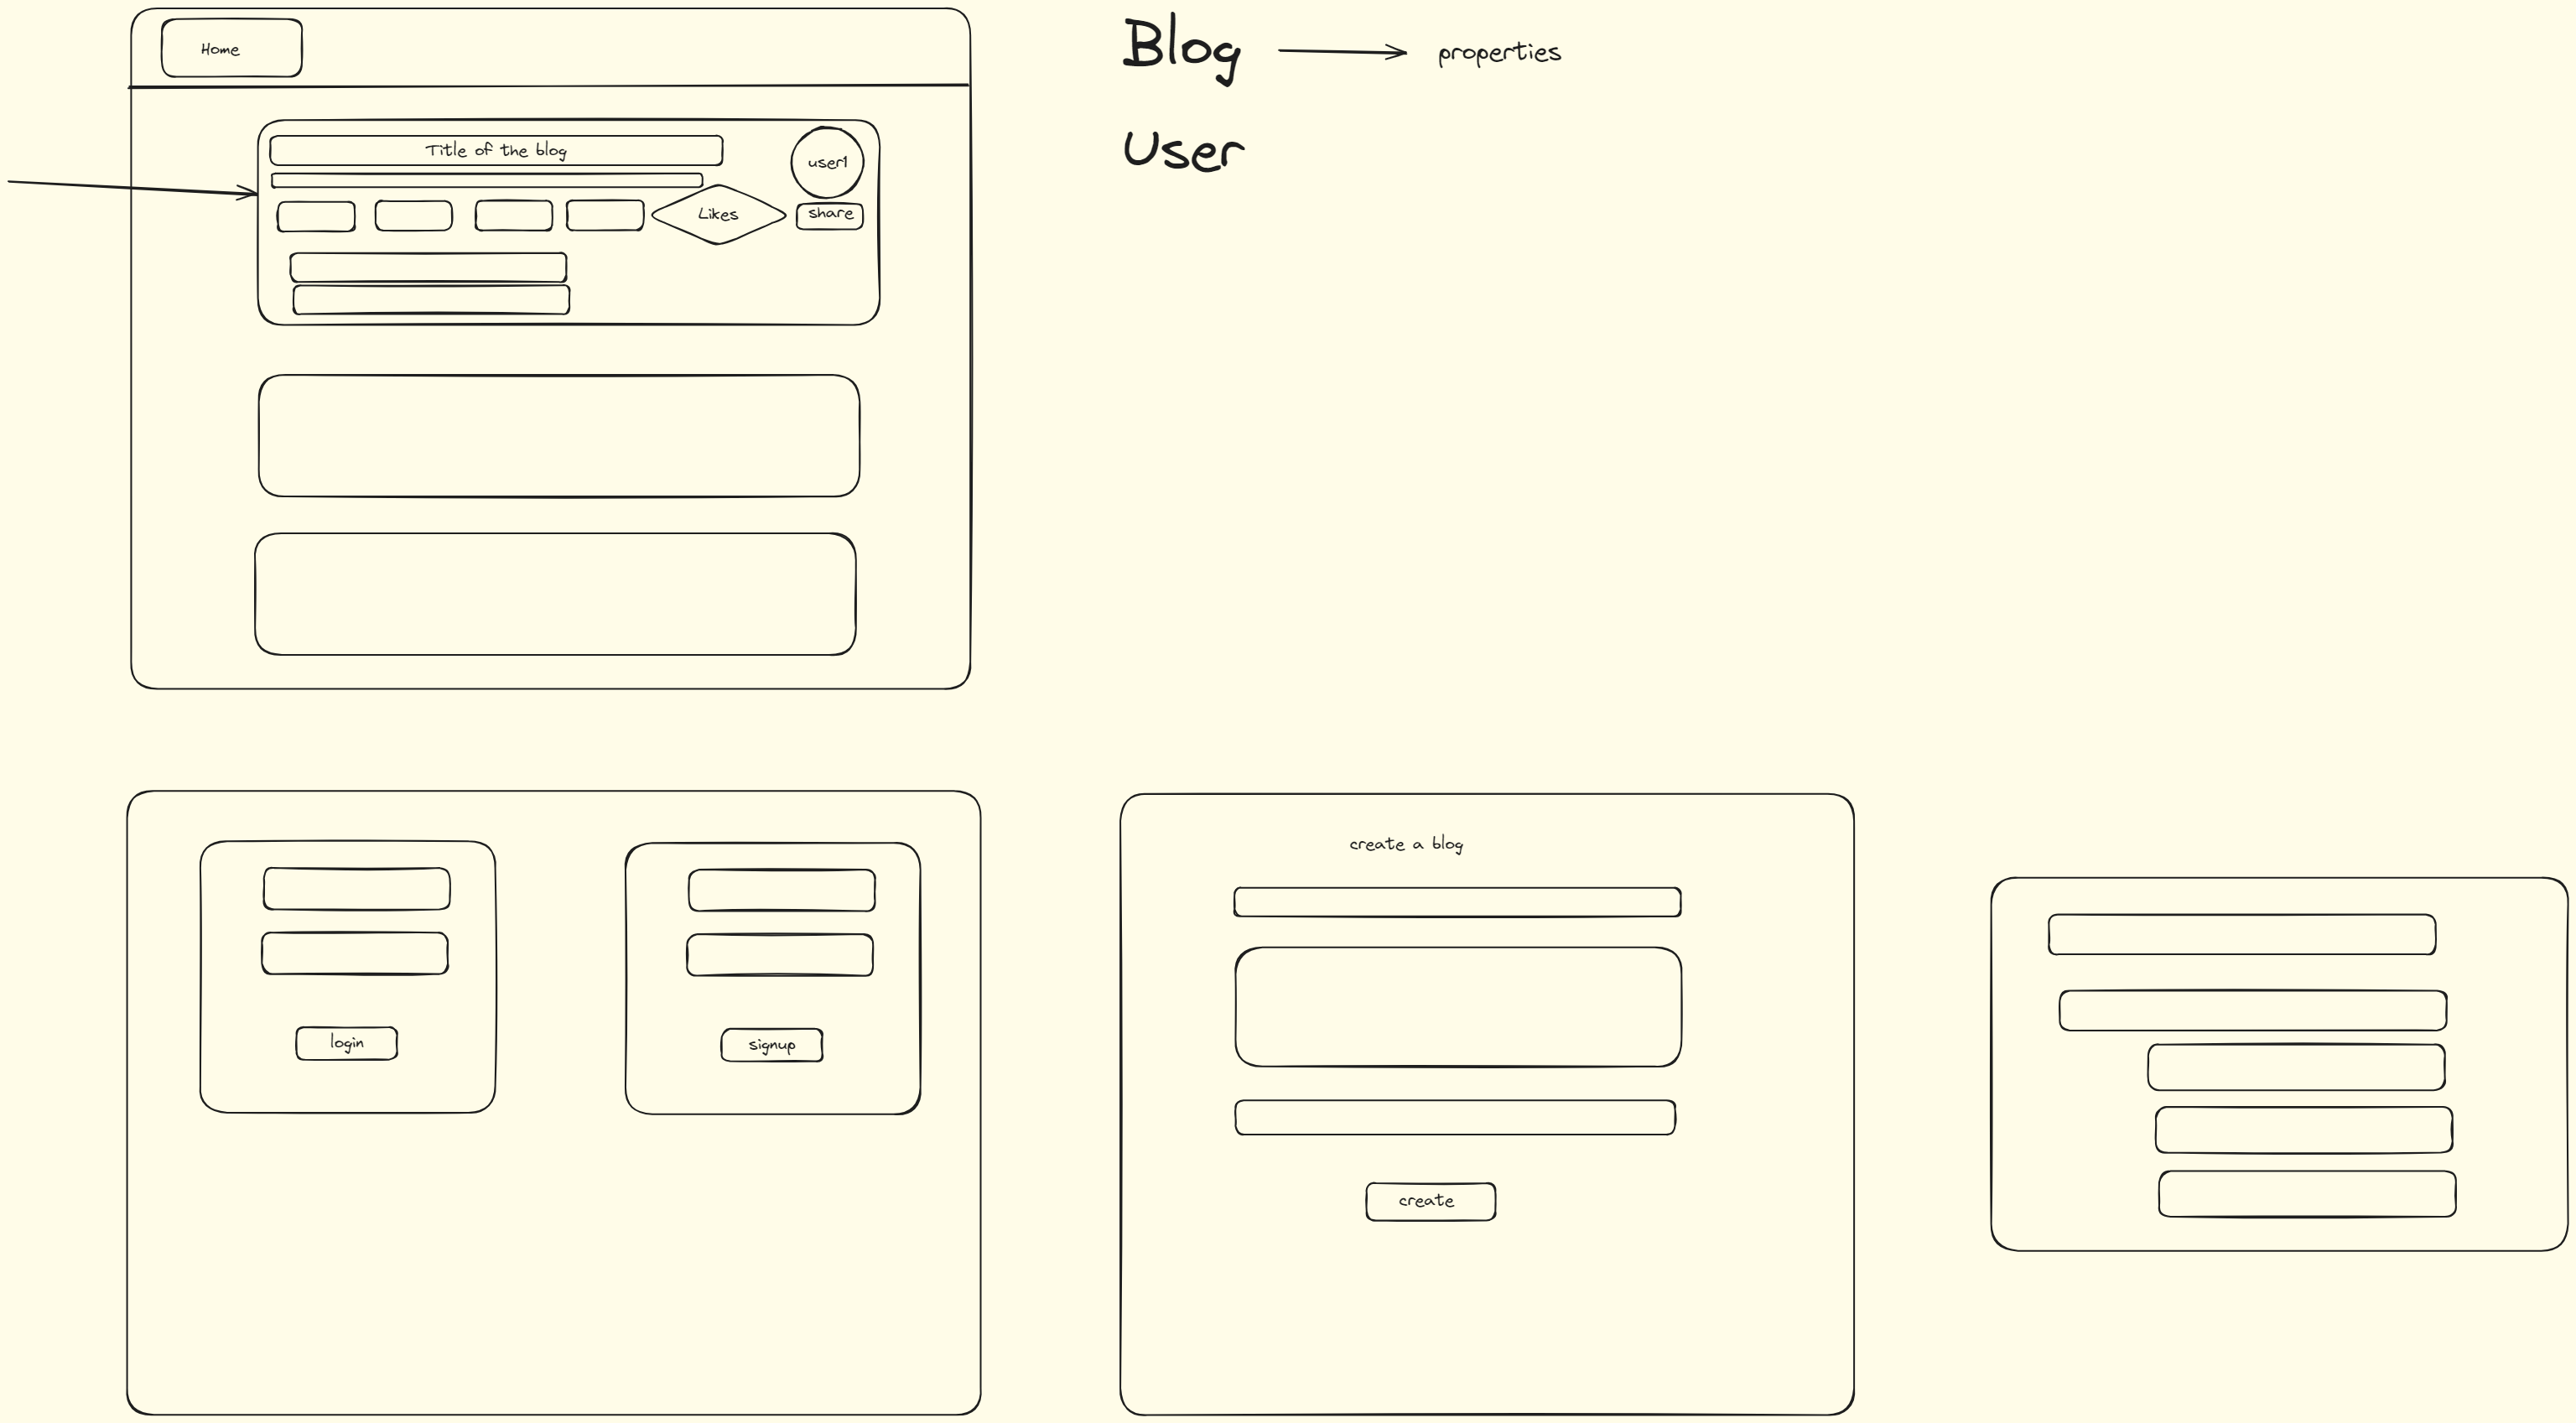 Home
Title of the blog
user1
Likes
share
Blog
properties
User
login
signup
create a blog
create